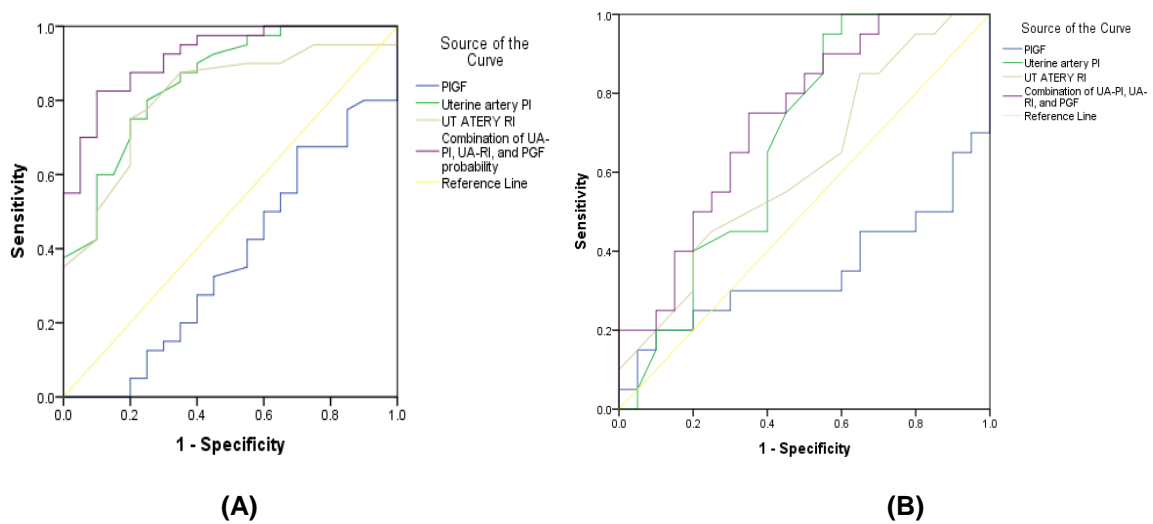 1.0
0.8
0.6
0.4
0.2
0.0
Sensitivity
0.0 0.2 0.4 0.6 0.8 1.0
1 - Specificity
Source of the
Curve
PlGF
Uterine artery PI
UT ATERY RI
Combination of UA-
PI, UA-RI, and PGF
probability
Reference Line
(A)
1.0
0.8
0.6
0.4
0.2
0.0
Sensitivity
0.0 0.2 0.4 0.6 0.8 1.0
1 - Specificity
Source of the Curve
PlGF
Uterine artery PI
UT ATERY RI
Combination of UA-PI, UA-
RI, and PGF
Reference Line
(B)